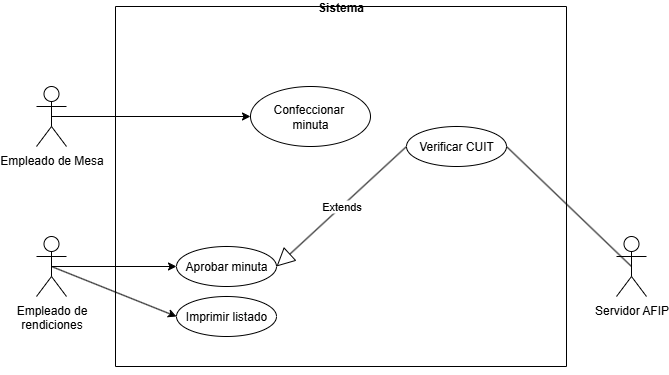 Sistema
Confeccionar
minuta
Empleado de Mesa
Verificar CUIT
Extends
Aprobar minuta
Empleado de
rendiciones
Imprimir listado
Servidor AFIP